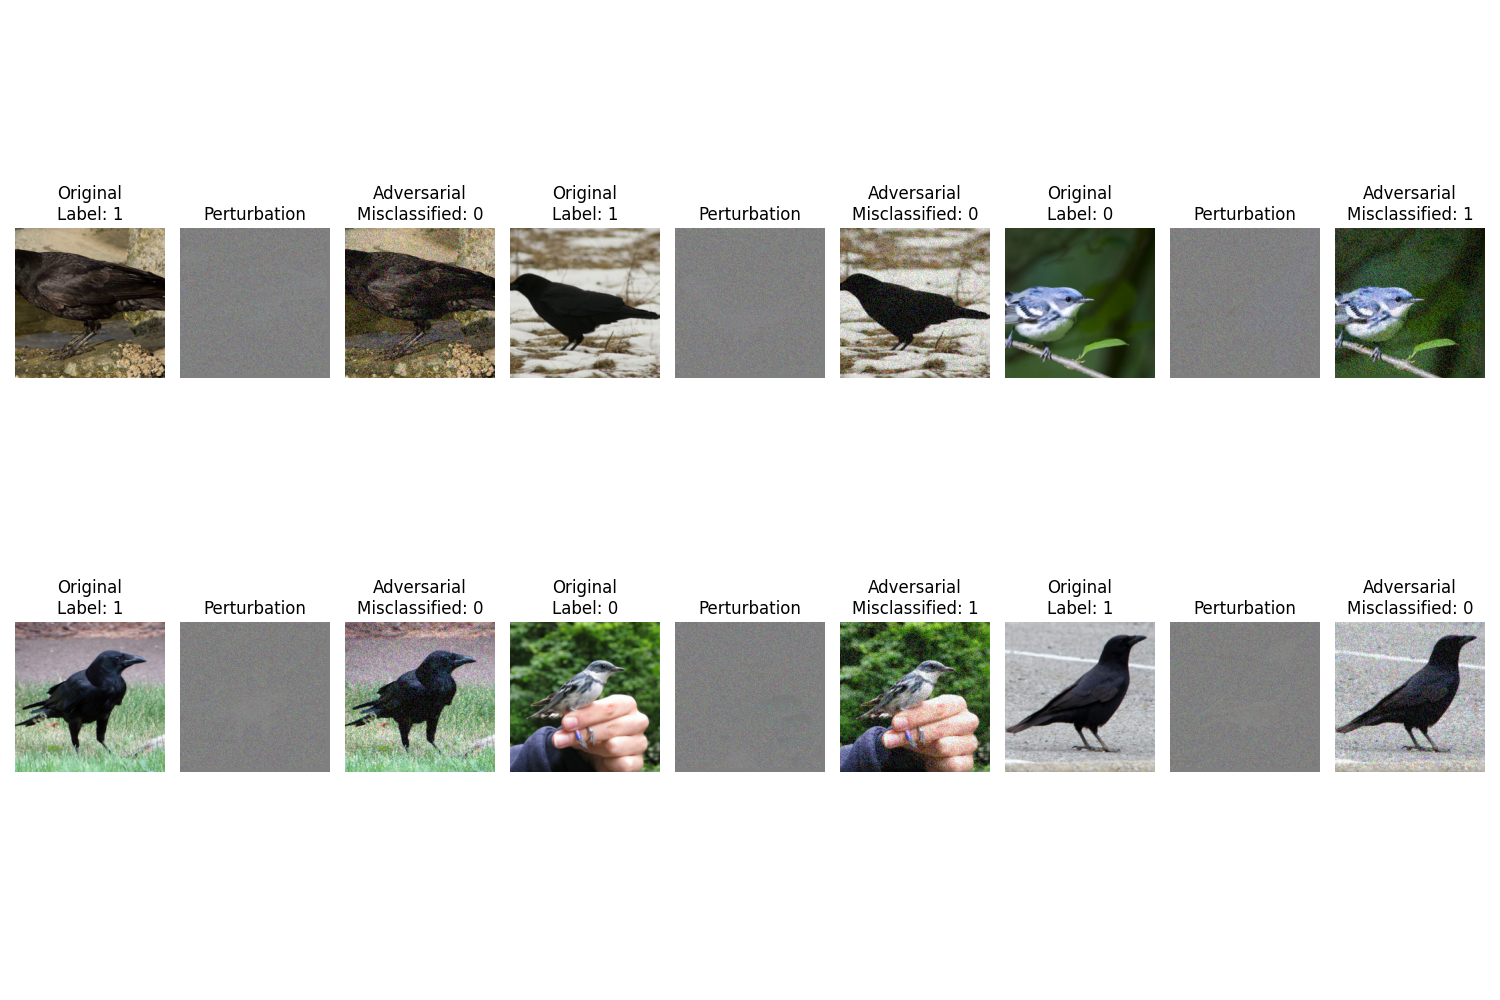 Original
Label: 1
Perturbation
Adversarial
Misclassified: 0
Original
Label: 1
Perturbation
Adversarial
Misclassified: 0
Original
Label: 0
Perturbation
Adversarial
Misclassified: 1
Original
Label: 1
Perturbation
Adversarial
Misclassified: 0
Original
Label: 0
Perturbation
Adversarial
Misclassified: 1
Original
Label: 1
Perturbation
Adversarial
Misclassified: 0